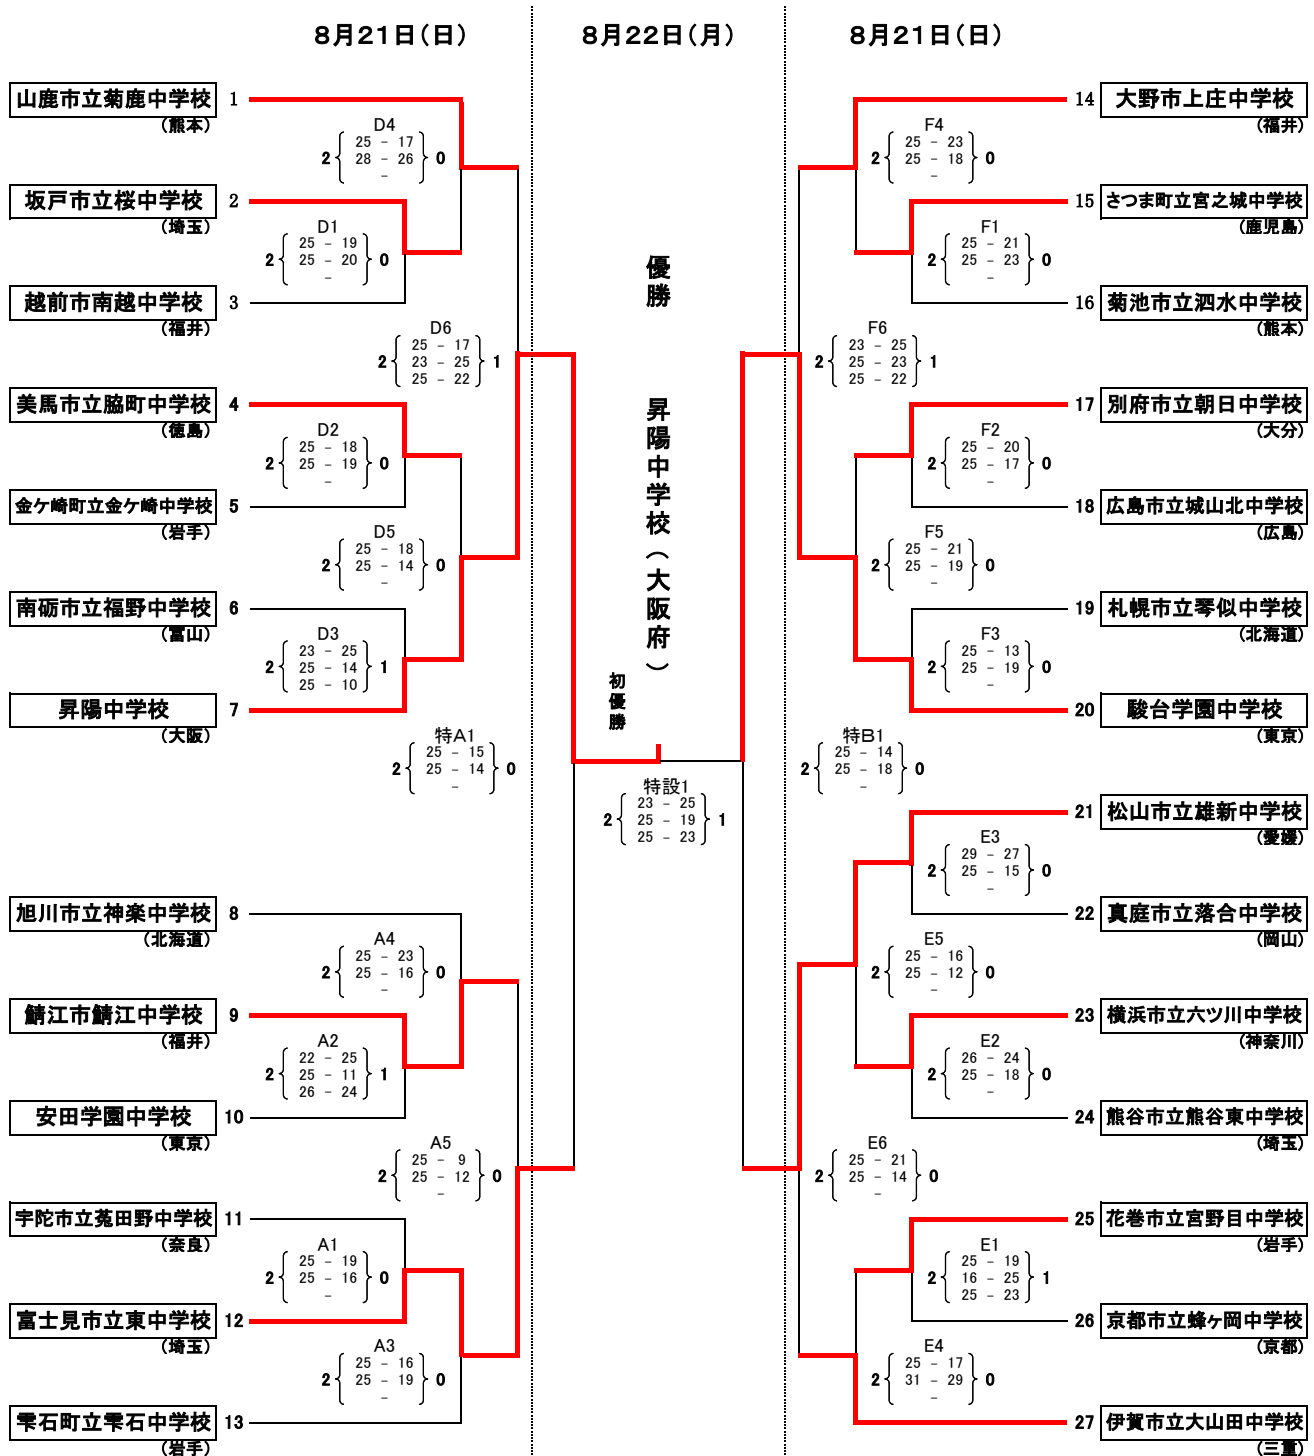 8月21日（日）
8月22日（月）
8月21日（日）
山鹿市立菊鹿中学校 1
（熊本）
D4
25 － 17
2 28 － 26 0
－
坂戸市立桜中学校 2
（埼玉）
D1
25 － 19
2 25 － 20 0
－
越前市南越中学校 3
（福井）
D6
25 － 17
2 23 － 25 1
25 － 22
美馬市立脇町中学校 4
（徳島）
D2
25 － 18
2 25 － 19 0
－
金ケ崎町立金ケ崎中学校 5
（岩手）
D5
25 － 18
2 25 － 14 0
－
南砺市立福野中学校 6
（富山）
D3
23 － 25
2 25 － 14 1
25 － 10
昇陽中学校 7
（大阪）
特A1
25 － 15
2 25 － 14 0
－
旭川市立神楽中学校 8
（北海道）
A4
25 － 23
2 25 － 16 0
－
鯖江市鯖江中学校 9
（福井）
A2
22 － 25
2 25 － 11 1
26 － 24
安田学園中学校 10
（東京）
A5
25 － 9
2 25 － 12 0
－
宇陀市立菟田野中学校 11
（奈良）
A1
25 － 19
2 25 － 16 0
－
富士見市立東中学校 12
（埼玉）
A3
25 － 16
2 25 － 19 0
－
雫石町立雫石中学校 13
（岩手）
優勝　昇陽中学校（大阪府）
初優勝
特設1
23 － 25
2 25 － 19 1
25 － 23
14 大野市上庄中学校
（福井）
F4
25 － 23
2 25 － 18 0
－
15 さつま町立宮之城中学校
（鹿児島）
F1
25 － 21
2 25 － 23 0
－
16 菊池市立泗水中学校
（熊本）
F6
23 － 25
2 25 － 23 1
25 － 22
17 別府市立朝日中学校
（大分）
F2
25 － 20
2 25 － 17 0
－
18 広島市立城山北中学校
（広島）
F5
25 － 21
2 25 － 19 0
－
19 札幌市立琴似中学校
（北海道）
F3
25 － 13
2 25 － 19 0
－
20 駿台学園中学校
（東京）
特B1
25 － 14
2 25 － 18 0
－
21 松山市立雄新中学校
（愛媛）
E3
29 － 27
2 25 － 15 0
－
22 真庭市立落合中学校
（岡山）
E5
25 － 16
2 25 － 12 0
－
23 横浜市立六ツ川中学校
（神奈川）
E2
26 － 24
2 25 － 18 0
－
24 熊谷市立熊谷東中学校
（埼玉）
E6
25 － 21
2 25 － 14 0
－
25 花巻市立宮野目中学校
（岩手）
E1
25 － 19
2 16 － 25 1
25 － 23
26 京都市立蜂ヶ岡中学校
（京都）
E4
25 － 17
2 31 － 29 0
－
27 伊賀市立大山田中学校
（三重）